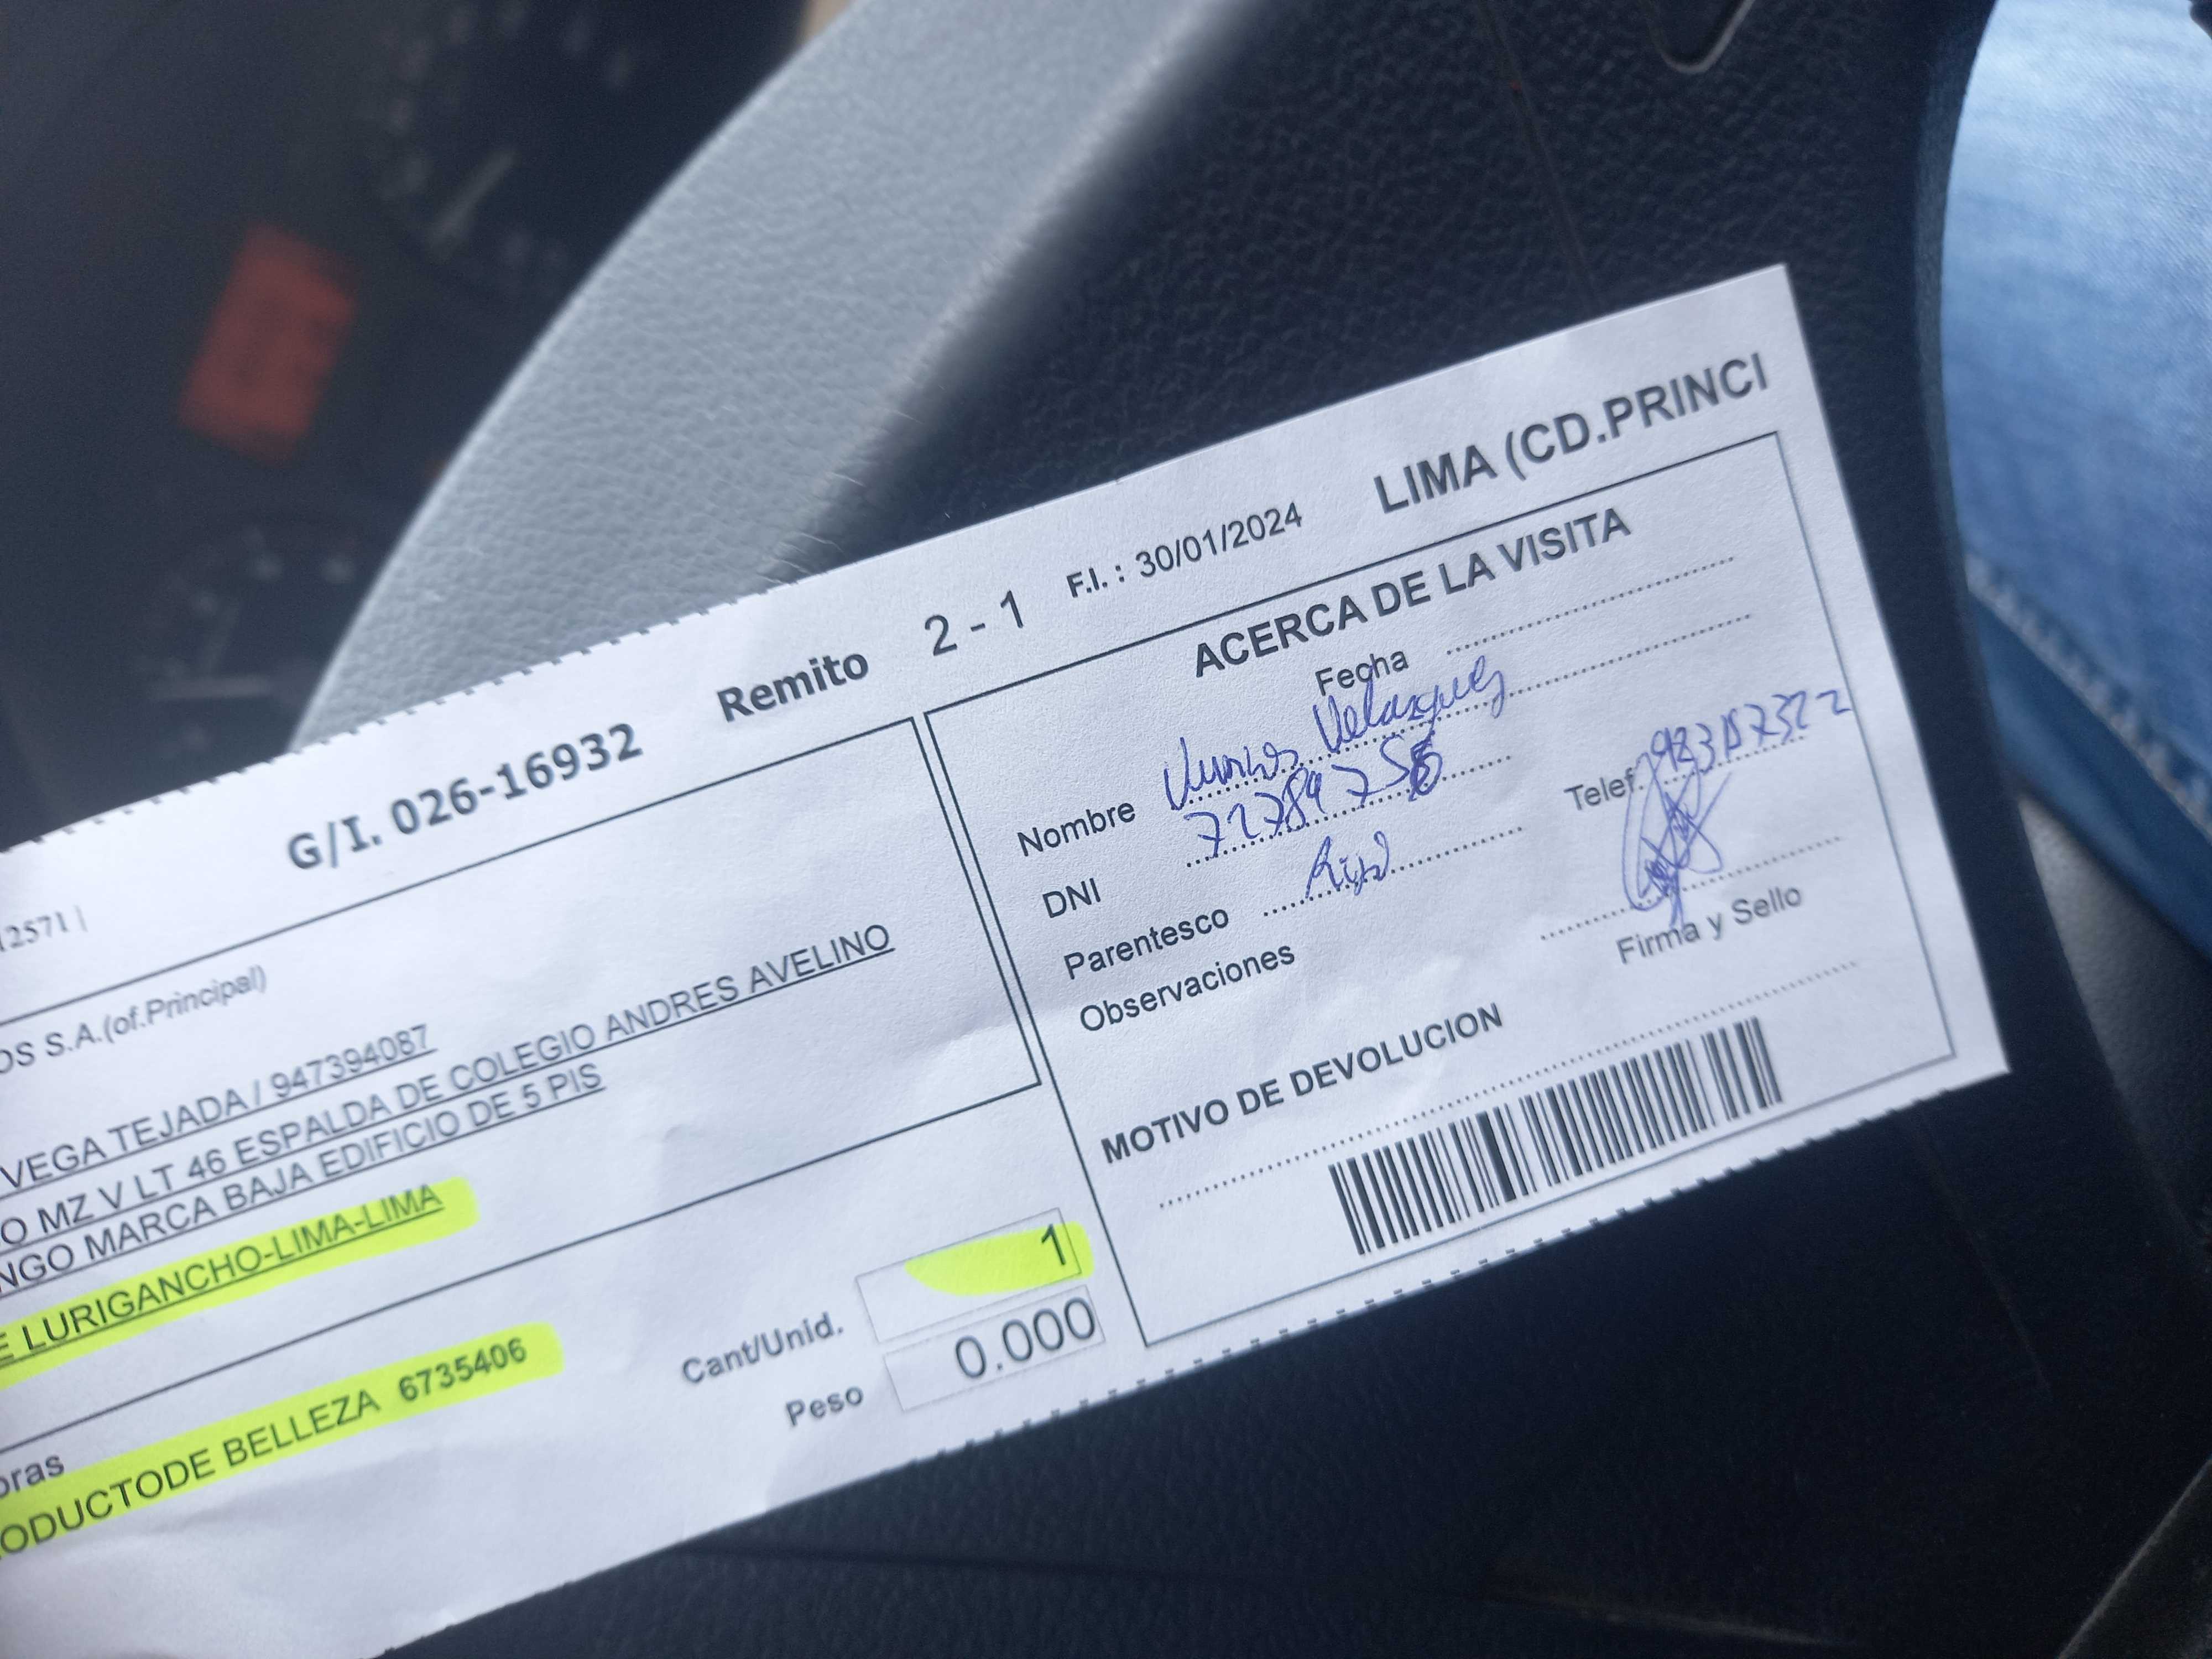 G/I. 026-16932 Remito 2 - 1 F.I. : 30/01/2024 LIMA (CD.PRINCI
12571 |
OS S.A.(of.Principal)
VEGA TEJADA / 947394087
O MZ V LT 46 ESPALDA DE COLEGIO ANDRES AVELINO
NGO MARCA BAJA EDIFICIO DE 5 PIS
E LURIGANCHO-LIMA-LIMA
oras
ODUCTODE BELLEZA 6735406
Cant/Unid. 1
Peso 0.000
ACERCA DE LA VISITA
Fecha
Nombre Velasquez
DNI
Parentesco
Telef.
Observaciones
Firma y Sello
MOTIVO DE DEVOLUCION